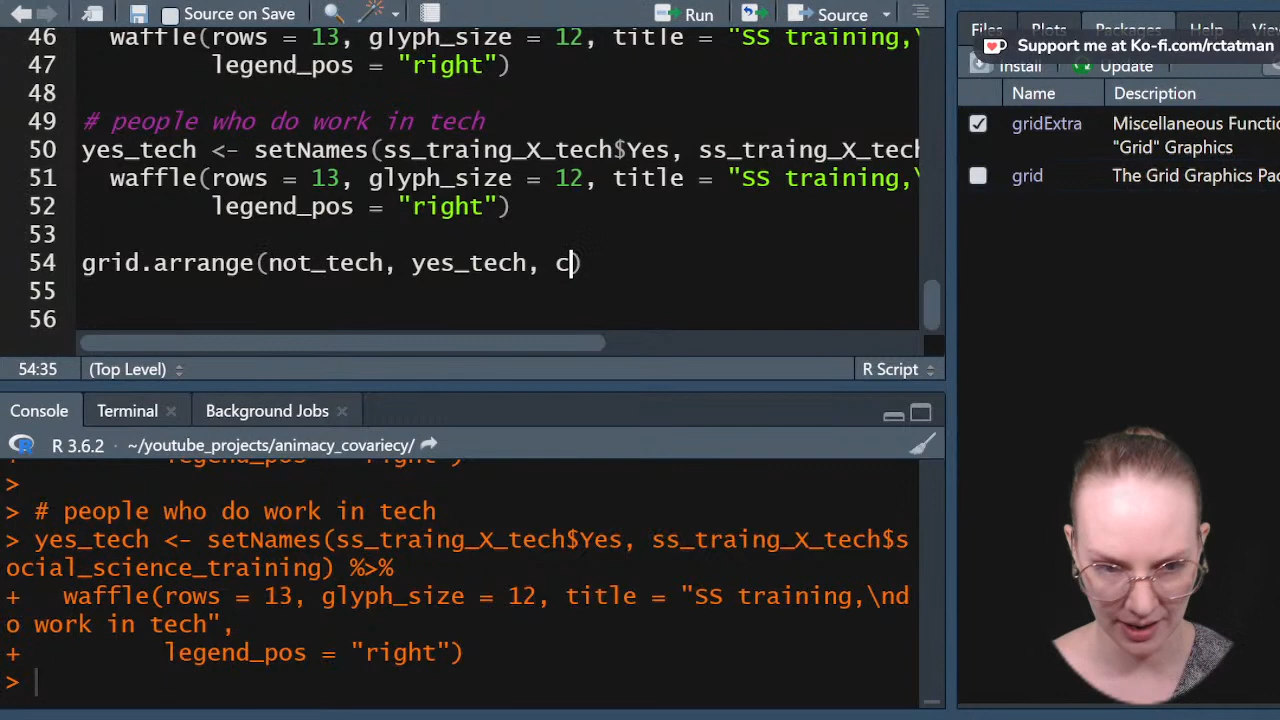 Source on Save
Run
Source
Files
Plots
Packages
Help
Support me at Ko-fi.com/rctatman
Install
Update
Name
Description
gridExtra
Miscellaneous Functi
"Grid" Graphics
grid
The Grid Graphics Pac
46 waffle(rows = 13, glyph_size = 12, title = "SS training,\
47 legend_pos = "right")
48
49 # people who do work in tech
50 yes_tech <- setNames(ss_traing_X_tech$Yes, ss_traing_X_tech
51 waffle(rows = 13, glyph_size = 12, title = "SS training,\
52 legend_pos = "right")
53
54 grid.arrange(not_tech, yes_tech, c)
55
56
54:35
(Top Level)
R Script
Console
Terminal
Background Jobs
R 3.6.2 · ~/youtube_projects/animacy_covariecy/
+ legend_pos = "right")
>
> # people who do work in tech
> yes_tech <- setNames(ss_traing_X_tech$Yes, ss_traing_X_tech$s
ocial_science_training) %>%
+ waffle(rows = 13, glyph_size = 12, title = "SS training,\nd
o work in tech",
+ legend_pos = "right")
>